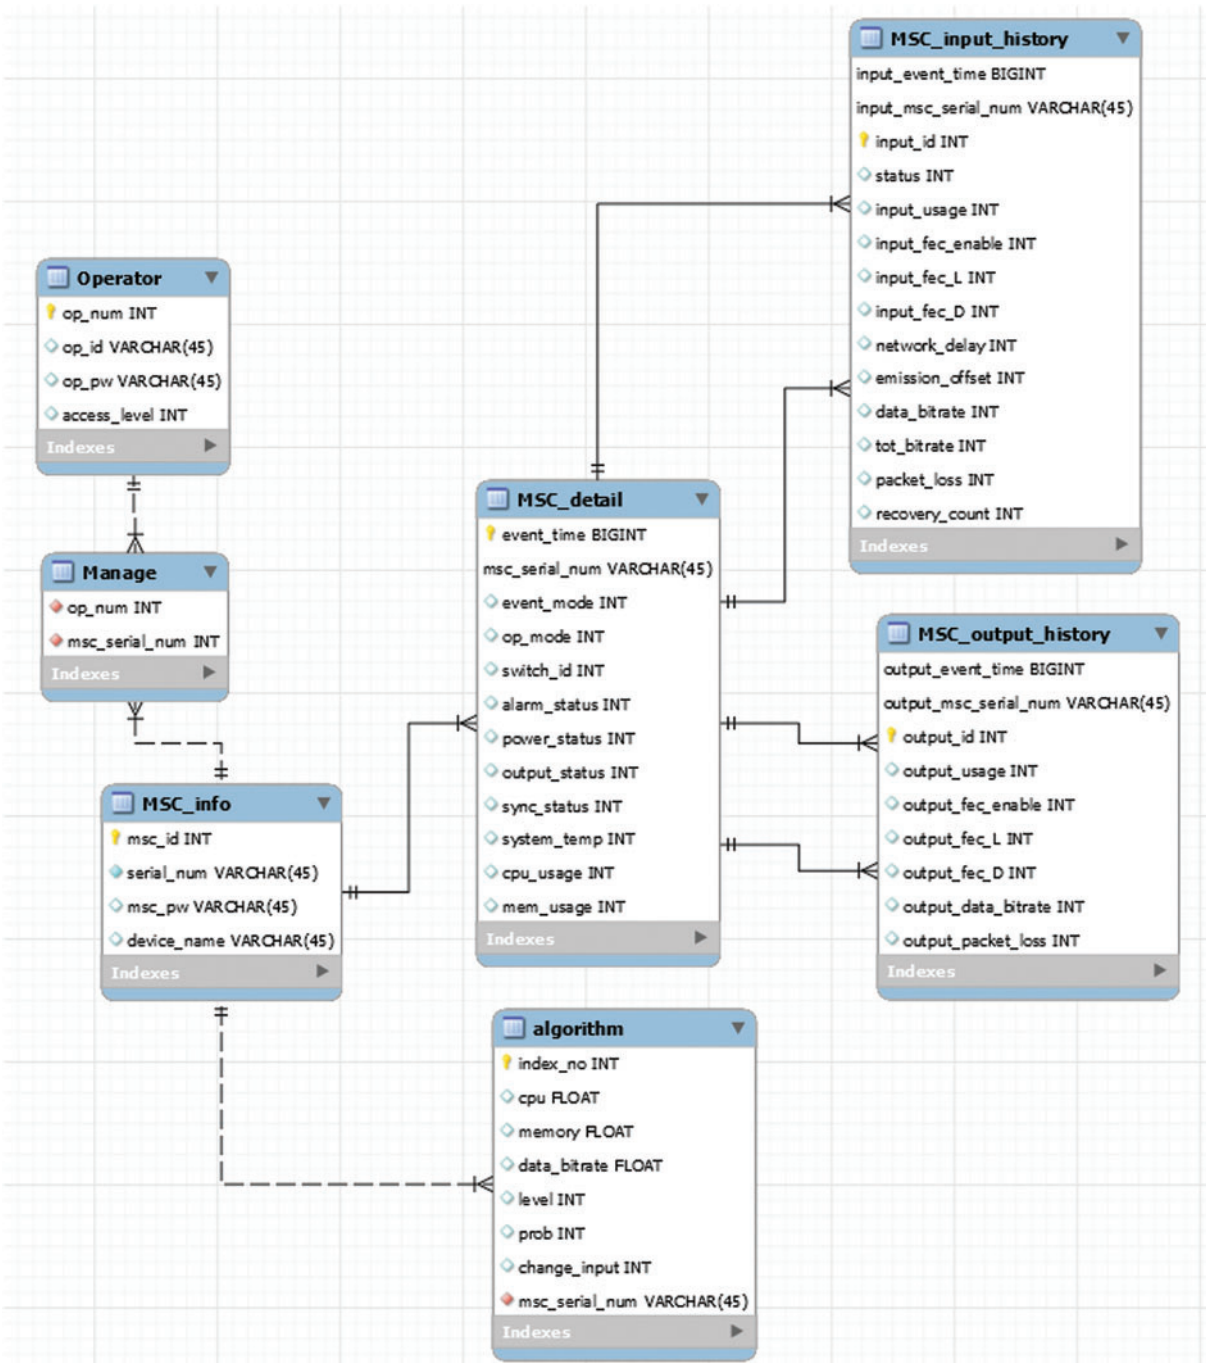 MSC_input_history
input_event_time BIGINT
input_msc_serial_num VARCHAR(45)
input_id INT
status INT
input_usage INT
input_fec_enable INT
input_fec_L INT
input_fec_D INT
network_delay INT
emission_offset INT
data_bitrate INT
tot_bitrate INT
packet_loss INT
recovery_count INT
Indexes
Operator
op_num INT
op_id VARCHAR(45)
op_pw VARCHAR(45)
access_level INT
Indexes
Manage
op_num INT
msc_serial_num INT
Indexes
MSC_info
msc_id INT
serial_num VARCHAR(45)
msc_pw VARCHAR(45)
device_name VARCHAR(45)
Indexes
MSC_detail
event_time BIGINT
msc_serial_num VARCHAR(45)
event_mode INT
op_mode INT
switch_id INT
alarm_status INT
power_status INT
output_status INT
sync_status INT
system_temp INT
cpu_usage INT
mem_usage INT
Indexes
MSC_output_history
output_event_time BIGINT
output_msc_serial_num VARCHAR(45)
output_id INT
output_usage INT
output_fec_enable INT
output_fec_L INT
output_fec_D INT
output_data_bitrate INT
output_packet_loss INT
Indexes
algorithm
index_no INT
cpu FLOAT
memory FLOAT
data_bitrate FLOAT
level INT
prob INT
change_input INT
msc_serial_num VARCHAR(45)
Indexes